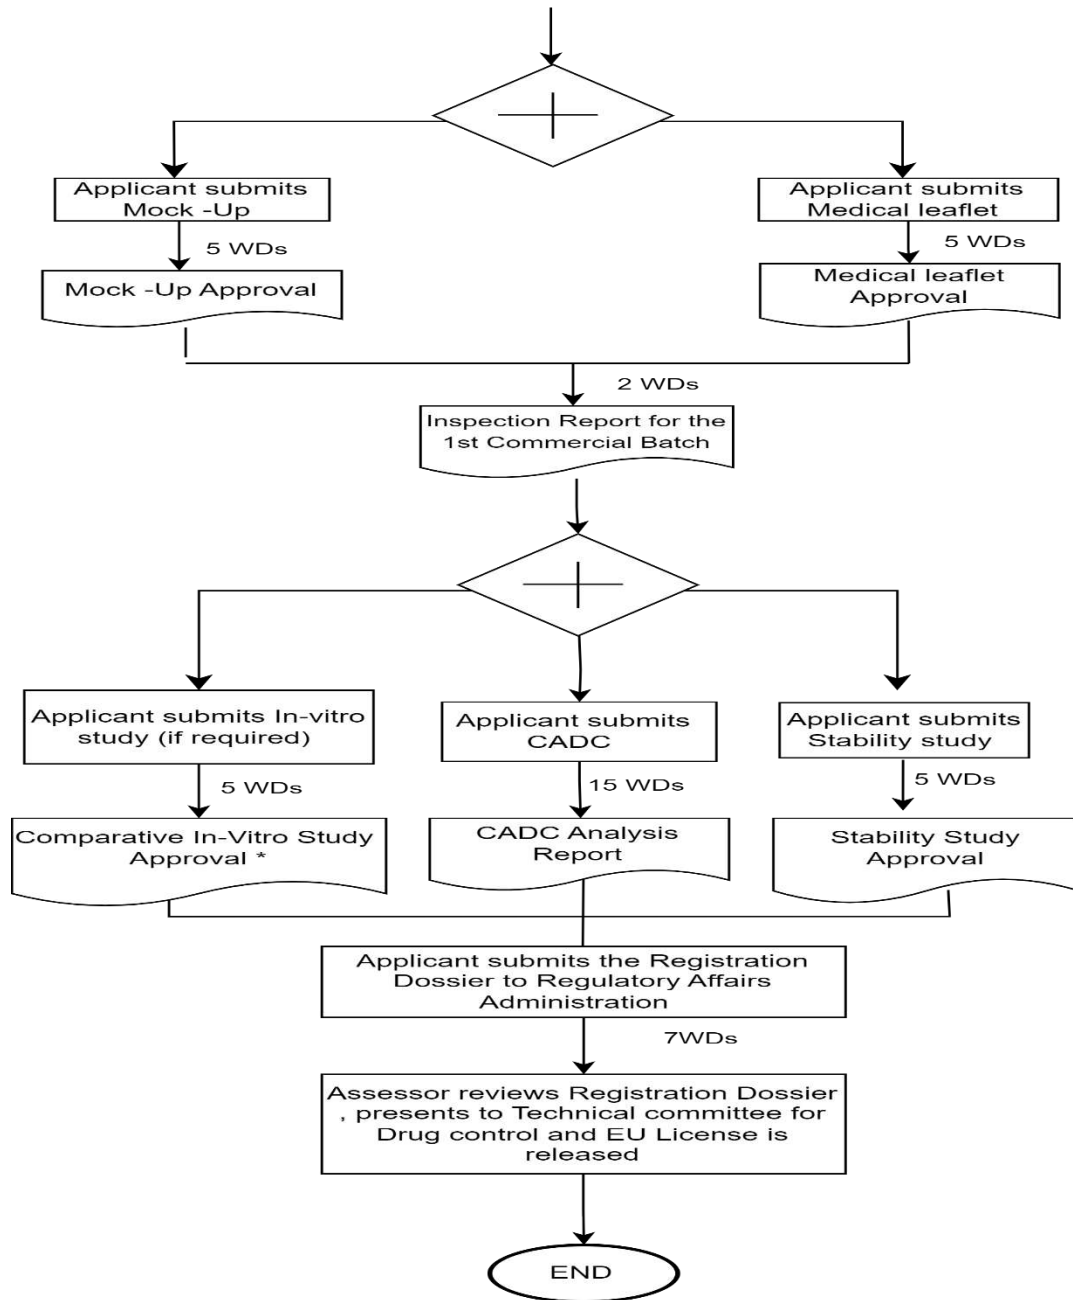 Applicant submits
Mock -Up
Applicant submits
Medical leaflet
5 WDs
5 WDs
Mock -Up Approval
Medical leaflet
Approval
2 WDs
Inspection Report for the
1st Commercial Batch
Applicant submits In-vitro
study (if required)
Applicant submits
CADC
Applicant submits
Stability study
5 WDs
15 WDs
5 WDs
Comparative In-Vitro Study
Approval *
CADC Analysis
Report
Stability Study
Approval
Applicant submits the Registration
Dossier to Regulatory Affairs
Administration
7WDs
Assessor reviews Registration Dossier
, presents to Technical committee for
Drug control and EU License is
released
END